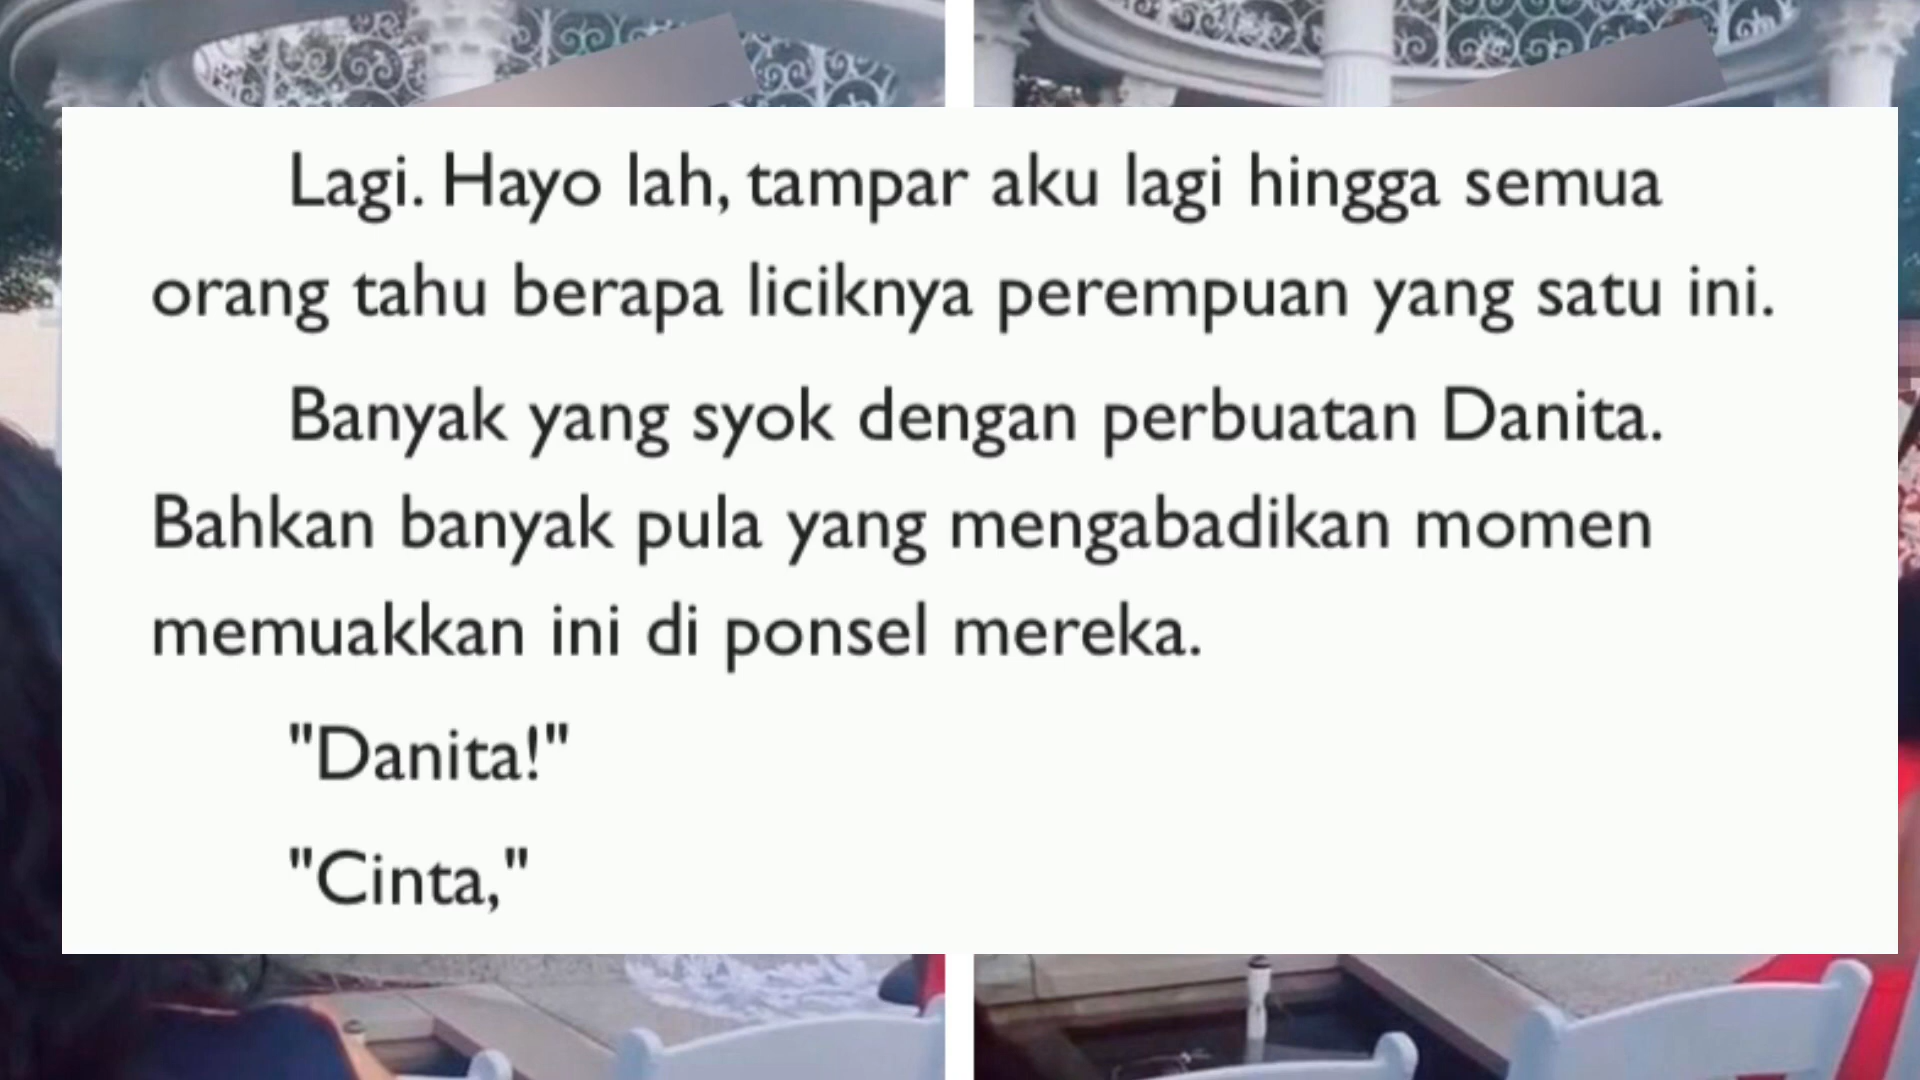 Lagi. Hayo lah, tampar aku lagi hingga semua
orang tahu berapa liciknya perempuan yang satu ini.
Banyak yang syok dengan perbuatan Danita.
Bahkan banyak pula yang mengabadikan momen
memuakkan ini di ponsel mereka.
"Danita!"
"Cinta,"